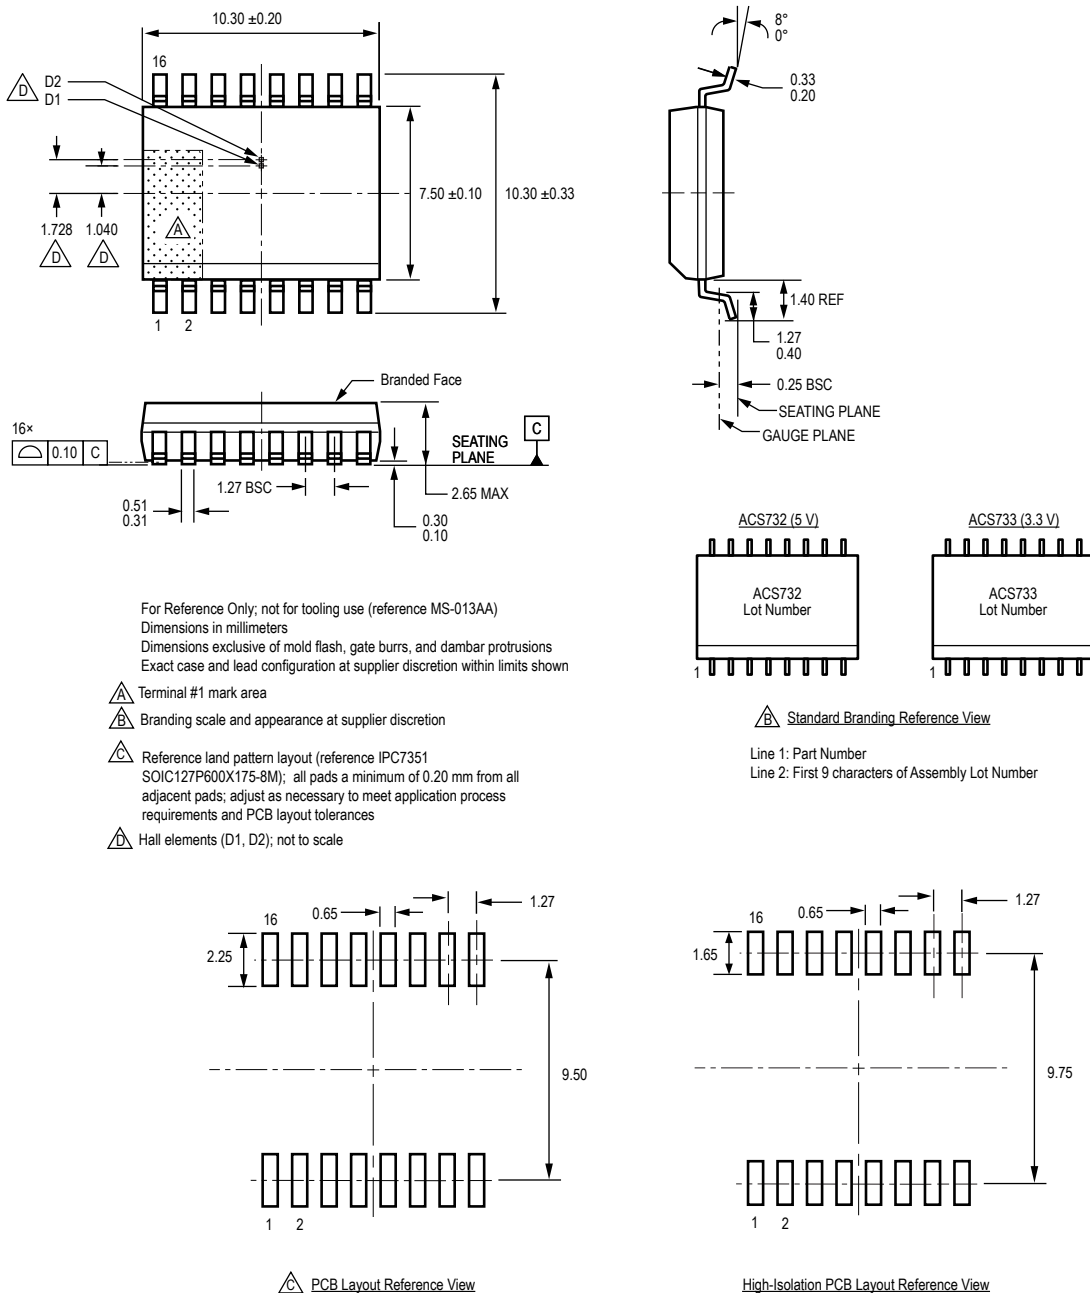 10.30 ±0.20
16
D
D2
D1
1.728
D
1.040
D
A
7.50 ±0.10
10.30 ±0.33
1 2
8°
0°
0.33
0.20
1.40 REF
1.27
0.40
0.25 BSC
SEATING PLANE
GAUGE PLANE
Branded Face
16×
0.10 C
0.51
0.31
1.27 BSC
SEATING
PLANE
C
2.65 MAX
0.30
0.10
ACS732 (5 V)
ACS732
Lot Number
1
ACS733 (3.3 V)
ACS733
Lot Number
1
B Standard Branding Reference View
Line 1: Part Number
Line 2: First 9 characters of Assembly Lot Number
For Reference Only; not for tooling use (reference MS-013AA)
Dimensions in millimeters
Dimensions exclusive of mold flash, gate burrs, and dambar protrusions
Exact case and lead configuration at supplier discretion within limits shown
A Terminal #1 mark area
B Branding scale and appearance at supplier discretion
C Reference land pattern layout (reference IPC7351
SOIC127P600X175-8M); all pads a minimum of 0.20 mm from all
adjacent pads; adjust as necessary to meet application process
requirements and PCB layout tolerances
D Hall elements (D1, D2); not to scale
16
0.65
1.27
2.25
9.50
1 2
C PCB Layout Reference View
16
0.65
1.27
1.65
9.75
1 2
High-Isolation PCB Layout Reference View